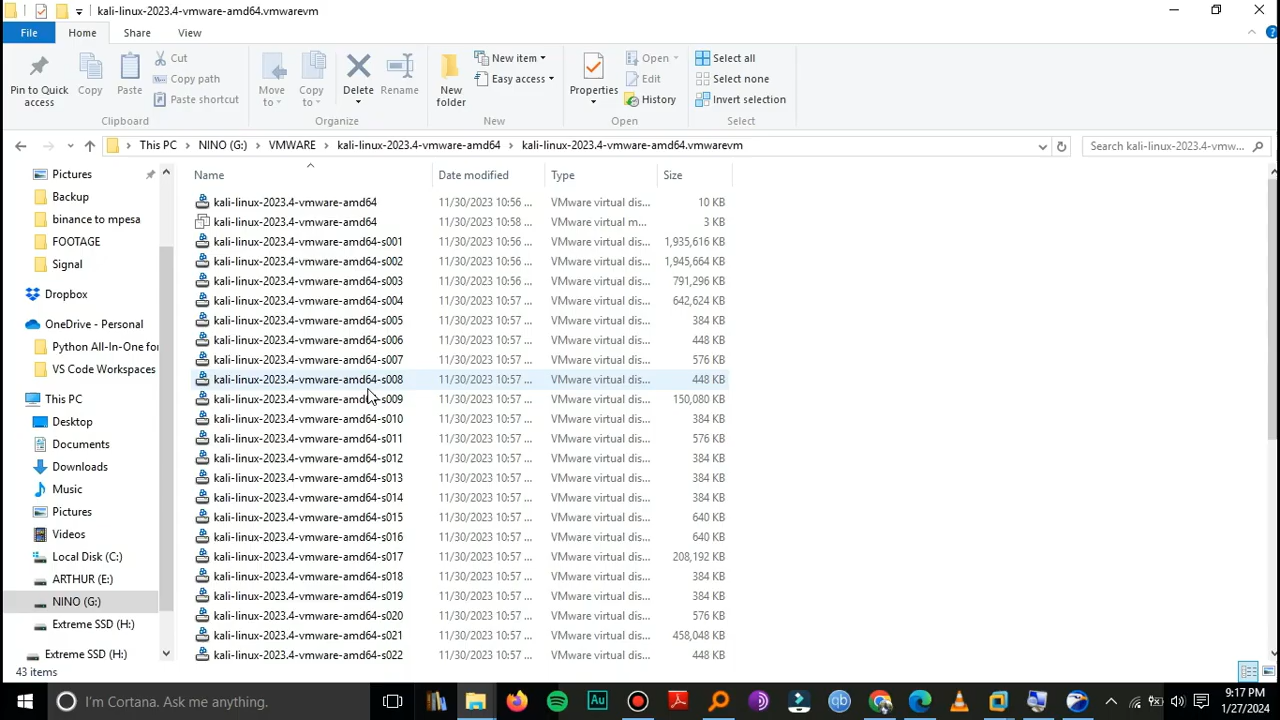 kali-linux-2023.4-vmware-amd64.vmwarevm
File Home Share View
Pin to Quick access
Copy
Paste
Cut
Copy path
Paste shortcut
Move to
Copy to
Delete
Rename
New folder
New item
Easy access
Properties
Open
Edit
History
Select all
Select none
Invert selection
Clipboard Organize New Open Select
This PC NINO (G:) VMWARE kali-linux-2023.4-vmware-amd64 kali-linux-2023.4-vmware-amd64.vmwarevm
Search kali-linux-2023.4-vmw...
Pictures
Backup
binance to mpesa
FOOTAGE
Signal
Dropbox
OneDrive - Personal
Python All-In-One for
VS Code Workspaces
This PC
Desktop
Documents
Downloads
Music
Pictures
Videos
Local Disk (C:)
ARTHUR (E:)
NINO (G:)
Extreme SSD (H:)
Extreme SSD (H:)
Name Date modified Type Size
kali-linux-2023.4-vmware-amd64 11/30/2023 10:56 ... VMware virtual dis... 10 KB
kali-linux-2023.4-vmware-amd64 11/30/2023 10:58 ... VMware virtual m... 3 KB
kali-linux-2023.4-vmware-amd64-s001 11/30/2023 10:56 ... VMware virtual dis... 1,935,616 KB
kali-linux-2023.4-vmware-amd64-s002 11/30/2023 10:56 ... VMware virtual dis... 1,945,664 KB
kali-linux-2023.4-vmware-amd64-s003 11/30/2023 10:56 ... VMware virtual dis... 791,296 KB
kali-linux-2023.4-vmware-amd64-s004 11/30/2023 10:57 ... VMware virtual dis... 642,624 KB
kali-linux-2023.4-vmware-amd64-s005 11/30/2023 10:57 ... VMware virtual dis... 384 KB
kali-linux-2023.4-vmware-amd64-s006 11/30/2023 10:57 ... VMware virtual dis... 448 KB
kali-linux-2023.4-vmware-amd64-s007 11/30/2023 10:57 ... VMware virtual dis... 576 KB
kali-linux-2023.4-vmware-amd64-s008 11/30/2023 10:57 ... VMware virtual dis... 448 KB
kali-linux-2023.4-vmware-amd64-s009 11/30/2023 10:57 ... VMware virtual dis... 150,080 KB
kali-linux-2023.4-vmware-amd64-s010 11/30/2023 10:57 ... VMware virtual dis... 384 KB
kali-linux-2023.4-vmware-amd64-s011 11/30/2023 10:57 ... VMware virtual dis... 576 KB
kali-linux-2023.4-vmware-amd64-s012 11/30/2023 10:57 ... VMware virtual dis... 384 KB
kali-linux-2023.4-vmware-amd64-s013 11/30/2023 10:57 ... VMware virtual dis... 384 KB
kali-linux-2023.4-vmware-amd64-s014 11/30/2023 10:57 ... VMware virtual dis... 384 KB
kali-linux-2023.4-vmware-amd64-s015 11/30/2023 10:57 ... VMware virtual dis... 640 KB
kali-linux-2023.4-vmware-amd64-s016 11/30/2023 10:57 ... VMware virtual dis... 640 KB
kali-linux-2023.4-vmware-amd64-s017 11/30/2023 10:57 ... VMware virtual dis... 208,192 KB
kali-linux-2023.4-vmware-amd64-s018 11/30/2023 10:57 ... VMware virtual dis... 384 KB
kali-linux-2023.4-vmware-amd64-s019 11/30/2023 10:57 ... VMware virtual dis... 384 KB
kali-linux-2023.4-vmware-amd64-s020 11/30/2023 10:57 ... VMware virtual dis... 576 KB
kali-linux-2023.4-vmware-amd64-s021 11/30/2023 10:57 ... VMware virtual dis... 458,048 KB
kali-linux-2023.4-vmware-amd64-s022 11/30/2023 10:57 ... VMware virtual dis... 448 KB
43 items
I'm Cortana. Ask me anything.
Au
qb
9:17 PM
1/27/2024